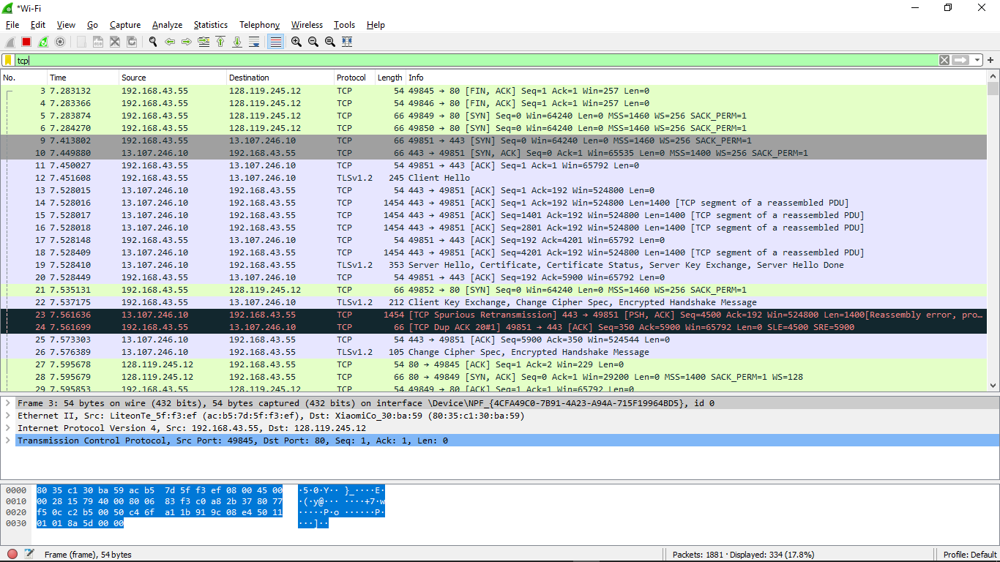 *Wi-Fi
File Edit View Go Capture Analyze Statistics Telephony Wireless Tools Help
tcp
No. Time Source Destination Protocol Length Info
3 7.283132 192.168.43.55 128.119.245.12 TCP 54 49845 → 80 [FIN, ACK] Seq=1 Ack=1 Win=257 Len=0
4 7.283366 192.168.43.55 128.119.245.12 TCP 54 49846 → 80 [FIN, ACK] Seq=1 Ack=1 Win=257 Len=0
5 7.283874 192.168.43.55 128.119.245.12 TCP 66 49849 → 80 [SYN] Seq=0 Win=64240 Len=0 MSS=1460 WS=256 SACK_PERM=1
6 7.284270 192.168.43.55 128.119.245.12 TCP 66 49850 → 80 [SYN] Seq=0 Win=64240 Len=0 MSS=1460 WS=256 SACK_PERM=1
9 7.413802 192.168.43.55 13.107.246.10 TCP 66 49851 → 443 [SYN] Seq=0 Win=64240 Len=0 MSS=1460 WS=256 SACK_PERM=1
10 7.449880 13.107.246.10 192.168.43.55 TCP 66 443 → 49851 [SYN, ACK] Seq=0 Ack=1 Win=65535 Len=0 MSS=1400 WS=256 SACK_PERM=1
11 7.450027 192.168.43.55 13.107.246.10 TCP 54 49851 → 443 [ACK] Seq=1 Ack=1 Win=65792 Len=0
12 7.451608 192.168.43.55 13.107.246.10 TLSv1.2 245 Client Hello
13 7.528015 13.107.246.10 192.168.43.55 TCP 54 443 → 49851 [ACK] Seq=1 Ack=192 Win=524800 Len=0
14 7.528016 13.107.246.10 192.168.43.55 TCP 1454 443 → 49851 [ACK] Seq=1 Ack=192 Win=524800 Len=1400 [TCP segment of a reassembled PDU]
15 7.528017 13.107.246.10 192.168.43.55 TCP 1454 443 → 49851 [ACK] Seq=1401 Ack=192 Win=524800 Len=1400 [TCP segment of a reassembled PDU]
16 7.528018 13.107.246.10 192.168.43.55 TCP 1454 443 → 49851 [ACK] Seq=2801 Ack=192 Win=524800 Len=1400 [TCP segment of a reassembled PDU]
17 7.528148 192.168.43.55 13.107.246.10 TCP 54 49851 → 443 [ACK] Seq=192 Ack=4201 Win=65792 Len=0
18 7.528409 13.107.246.10 192.168.43.55 TCP 1454 443 → 49851 [ACK] Seq=4201 Ack=192 Win=524800 Len=1400 [TCP segment of a reassembled PDU]
19 7.528410 13.107.246.10 192.168.43.55 TLSv1.2 353 Server Hello, Certificate, Certificate Status, Server Key Exchange, Server Hello Done
20 7.528449 192.168.43.55 13.107.246.10 TCP 54 49851 → 443 [ACK] Seq=192 Ack=5900 Win=65792 Len=0
21 7.535131 192.168.43.55 128.119.245.12 TCP 66 49852 → 80 [SYN] Seq=0 Win=64240 Len=0 MSS=1460 WS=256 SACK_PERM=1
22 7.537175 192.168.43.55 13.107.246.10 TLSv1.2 212 Client Key Exchange, Change Cipher Spec, Encrypted Handshake Message
23 7.561636 13.107.246.10 192.168.43.55 TCP 1454 [TCP Spurious Retransmission] 443 → 49851 [PSH, ACK] Seq=4500 Ack=192 Win=524800 Len=1400[Reassembly error, pro…
24 7.561699 192.168.43.55 13.107.246.10 TCP 66 [TCP Dup ACK 20#1] 49851 → 443 [ACK] Seq=350 Ack=5900 Win=65792 Len=0 SLE=4500 SRE=5900
25 7.573303 13.107.246.10 192.168.43.55 TCP 54 443 → 49851 [ACK] Seq=5900 Ack=350 Win=524544 Len=0
26 7.576389 13.107.246.10 192.168.43.55 TLSv1.2 105 Change Cipher Spec, Encrypted Handshake Message
27 7.595678 128.119.245.12 192.168.43.55 TCP 54 80 → 49845 [ACK] Seq=1 Ack=2 Win=229 Len=0
28 7.595679 128.119.245.12 192.168.43.55 TCP 66 80 → 49849 [SYN, ACK] Seq=0 Ack=1 Win=29200 Len=0 MSS=1400 SACK_PERM=1 WS=128
29 7.595853 192.168.43.55 128.119.245.12 TCP 54 49849 → 80 [ACK] Seq=1 Ack=1 Win=65792 Len=0
Frame 3: 54 bytes on wire (432 bits), 54 bytes captured (432 bits) on interface \Device\NPF_{4CFA49C0-7B91-4A23-A94A-715F19964BD5}, id 0
Ethernet II, Src: LiteonTe_5f:f3:ef (ac:b5:7d:5f:f3:ef), Dst: XiaomiCo_30:ba:59 (80:35:c1:30:ba:59)
Internet Protocol Version 4, Src: 192.168.43.55, Dst: 128.119.245.12
Transmission Control Protocol, Src Port: 49845, Dst Port: 80, Seq: 1, Ack: 1, Len: 0
0000 80 35 c1 30 ba 59 ac b5 7d 5f f3 ef 08 00 45 00 ·5·0·Y·· }_····E·
0010 00 28 15 79 40 00 80 06 83 f3 c0 a8 2b 37 80 77 ·(·y@··· ····+7·w
0020 f5 0c c2 b5 00 50 c4 6f a1 1b 91 9c 08 e4 50 11 ·····P·o ······P·
0030 01 01 8a 5d 00 00 ···]··
Frame (frame), 54 bytes
Packets: 1881 · Displayed: 334 (17.8%)
Profile: Default